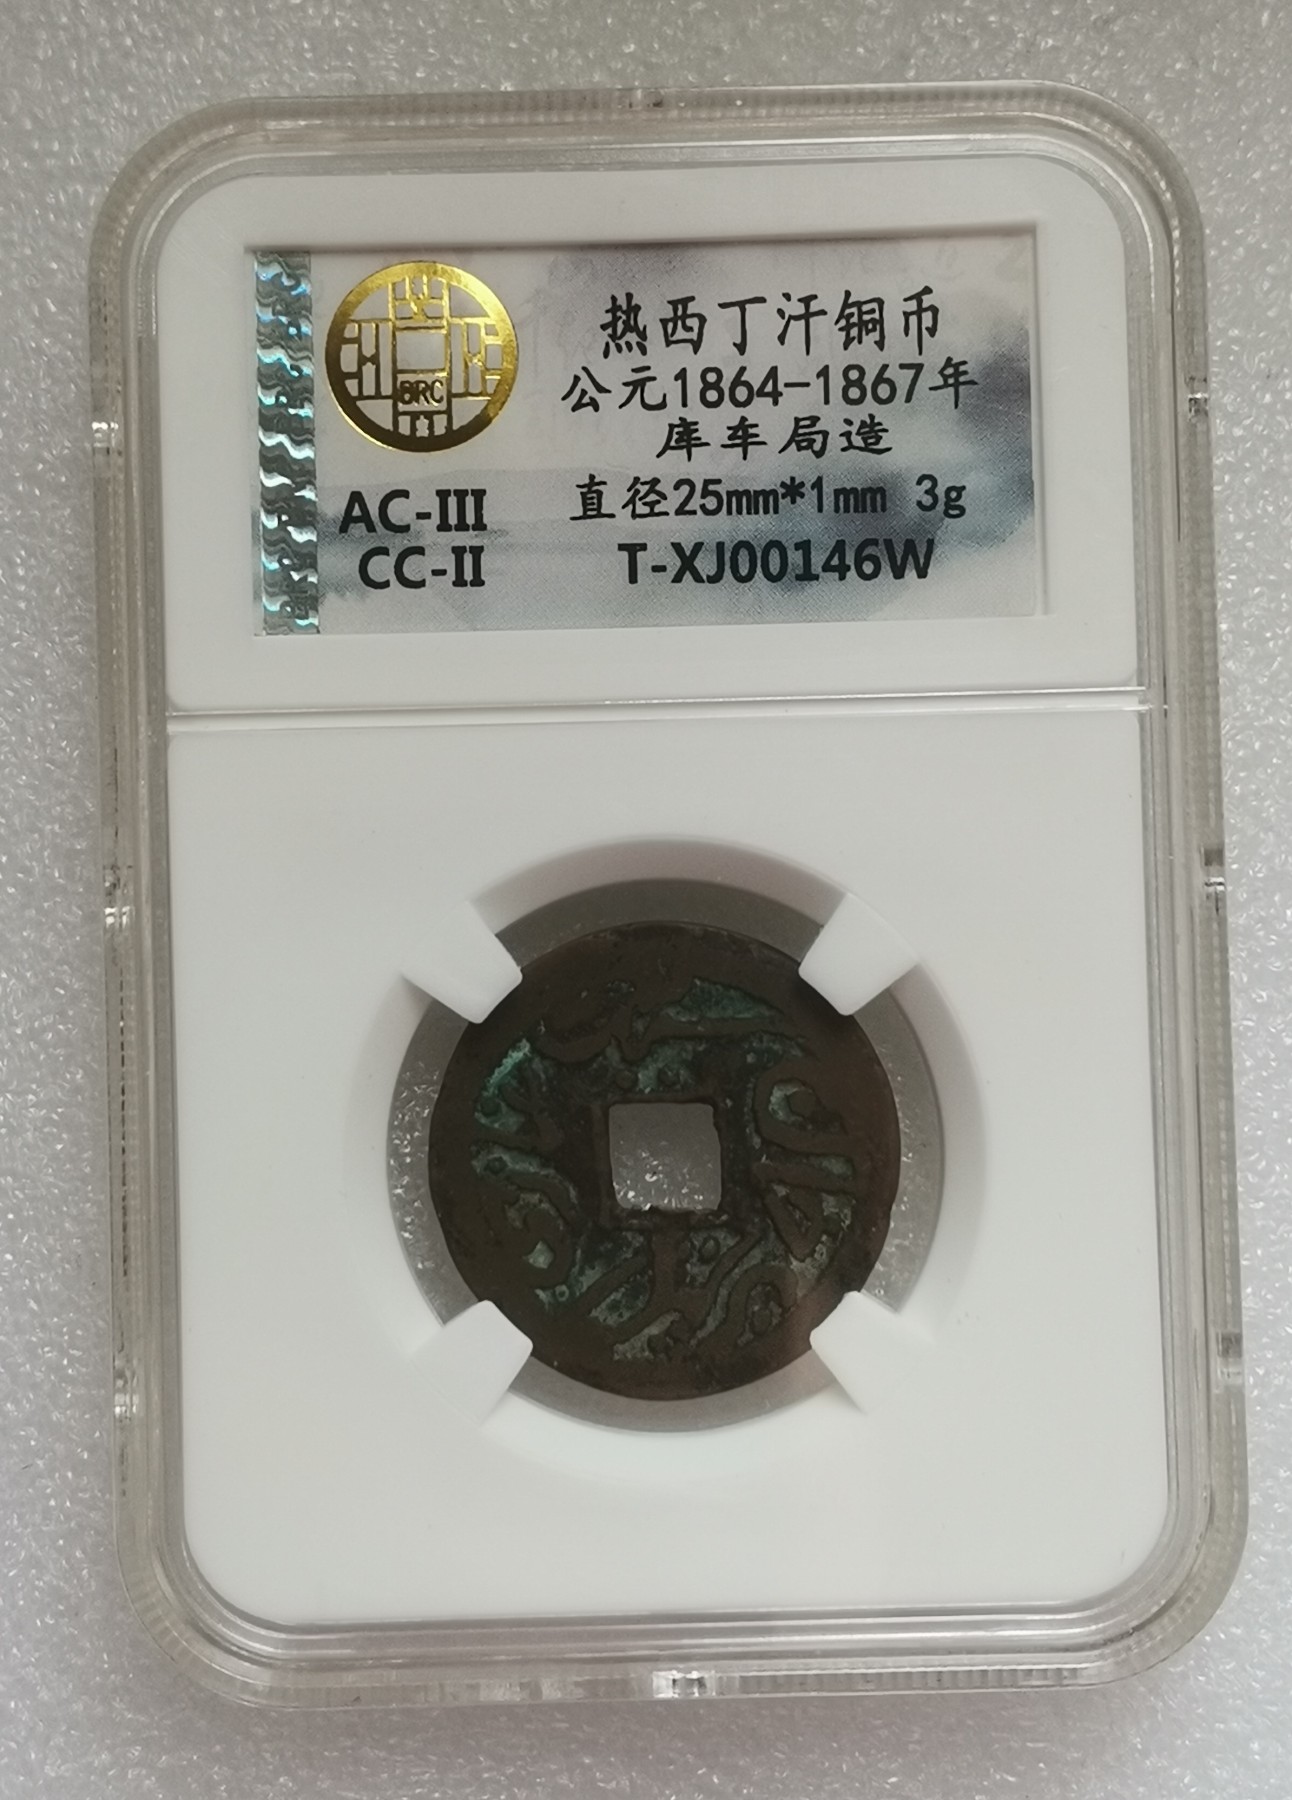 BRC
热西丁汗铜币
公元1864-1867年
库车局造
直径25mm*1mm 3g
T-XJ00146W
AC-III
CC-II